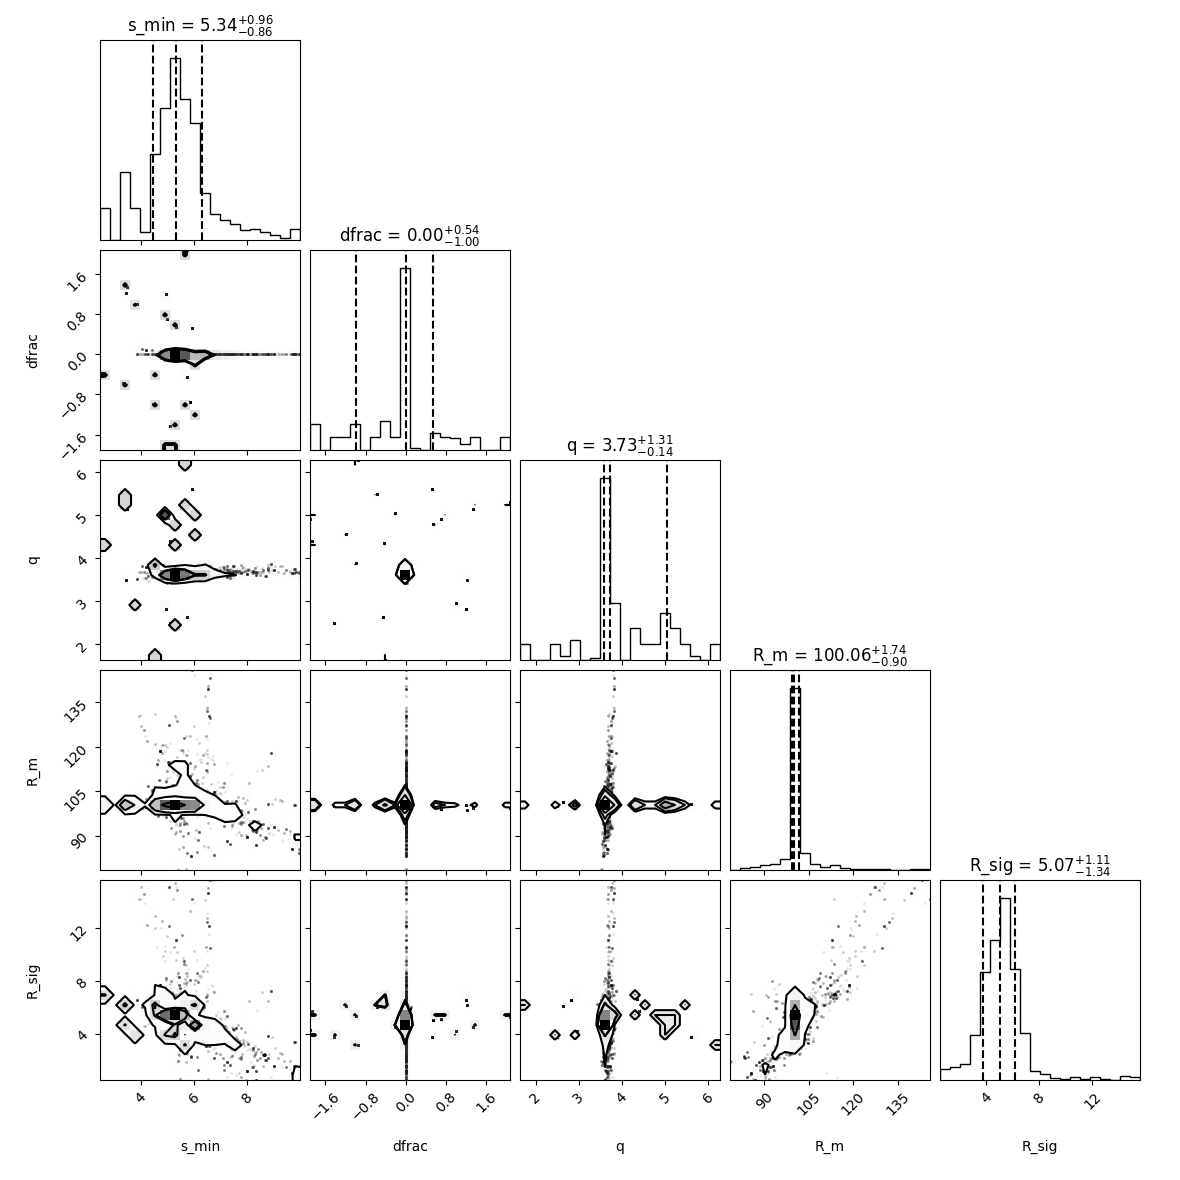 s_min = 5.34+0.96−0.86
dfrac = 0.00+0.54−1.00
1.6
0.8
0.0
−0.8
−1.6
dfrac
q = 3.73+1.31−0.14
6
5
4
3
2
q
R_m = 100.06+1.74−0.90
135
120
105
90
R_m
R_sig = 5.07+1.11−1.34
12
8
4
R_sig
4 6 8 −1.6 −0.8 0.0 0.8 1.6 2 3 4 5 6 90 105 120 135 4 8 12
s_min dfrac q R_m R_sig